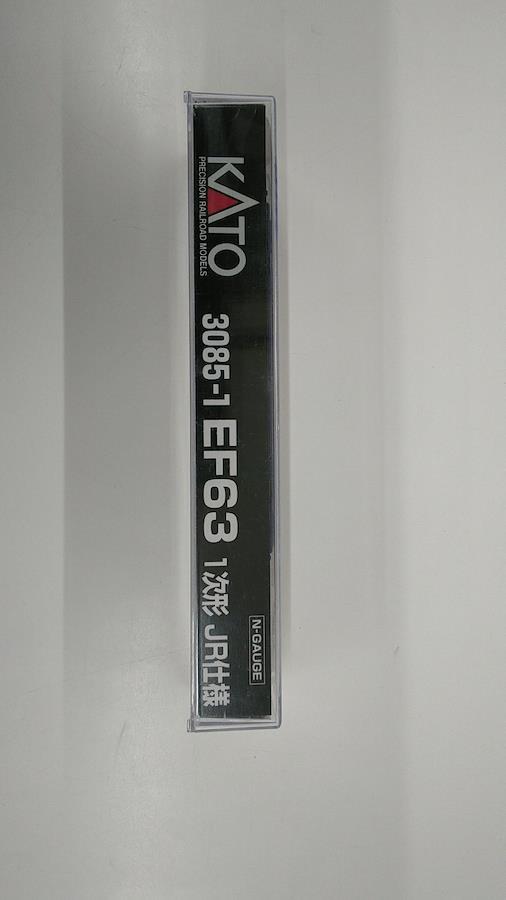 KATO
PRECISION RAILROAD MODELS
3085-1 EF63 1次形 JR仕様
N-GAUGE